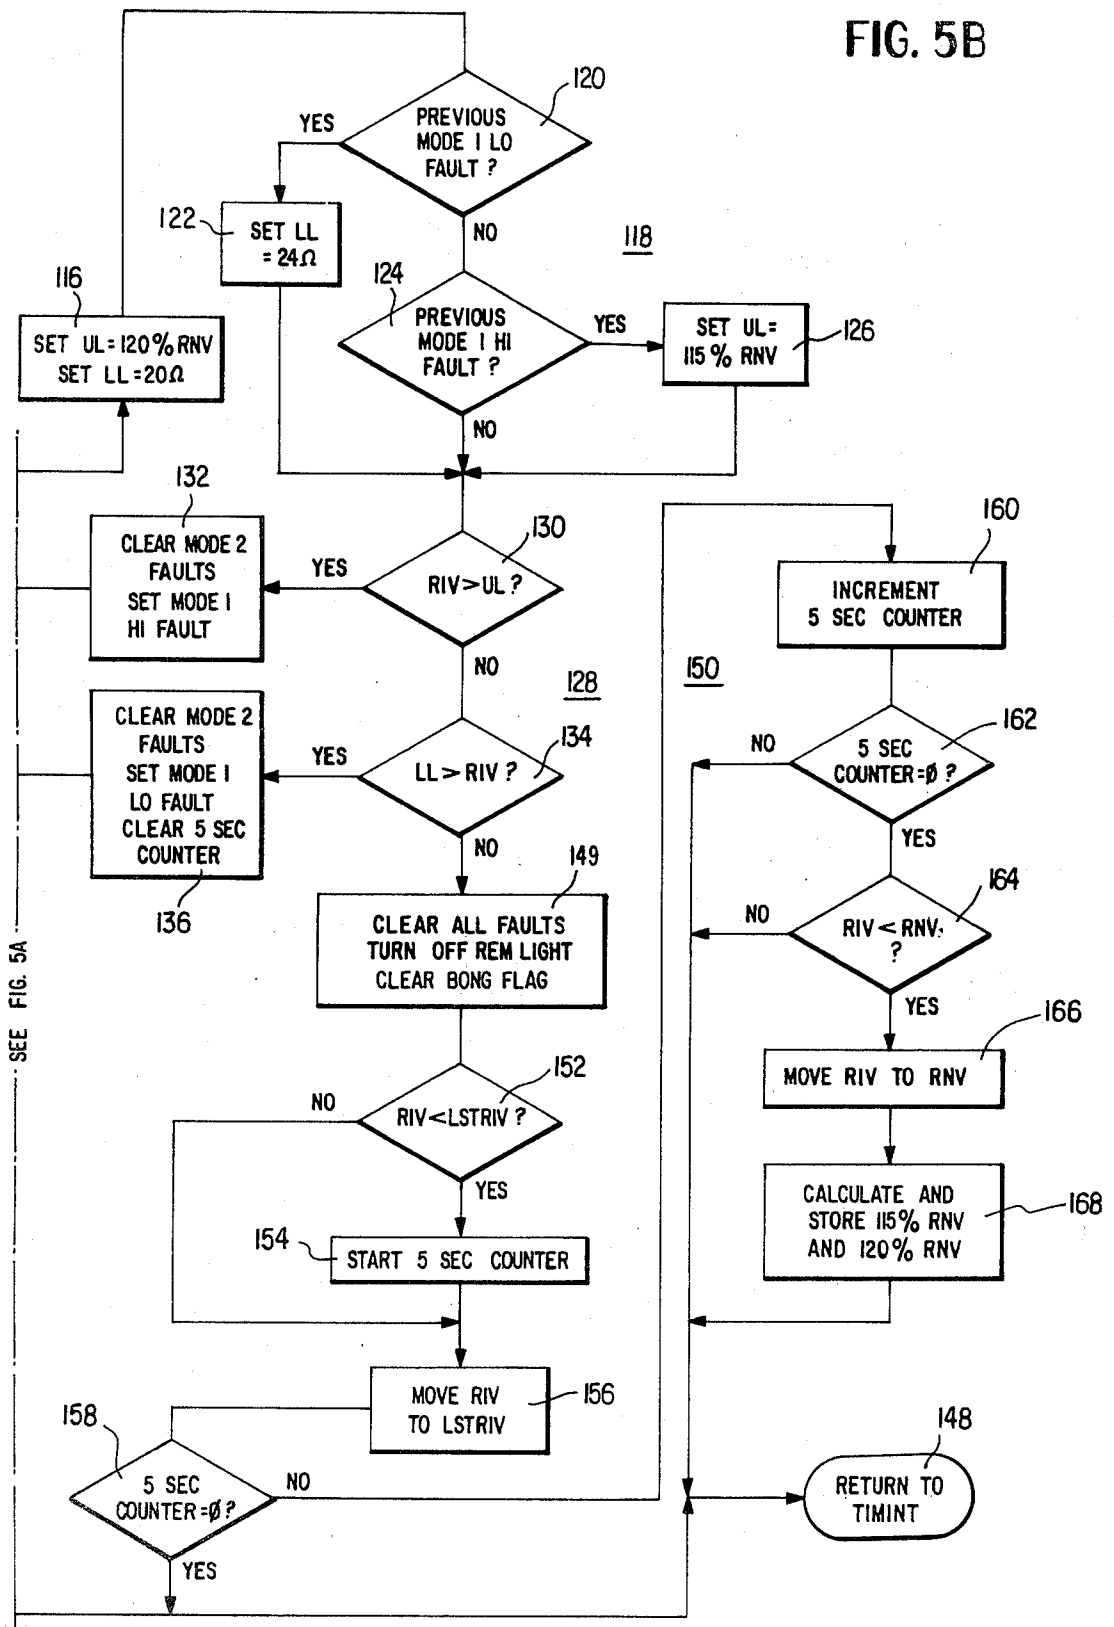 FIG. 5B
120
PREVIOUS
MODE 1 LO
FAULT ?
YES
NO
122
SET LL
= 24Ω
118
116
SET UL=120% RNV
SET LL=20Ω
124
PREVIOUS
MODE 1 HI
FAULT ?
YES
NO
SET UL=
115% RNV
126
132
CLEAR MODE 2
FAULTS
SET MODE 1
HI FAULT
130
RIV>UL ?
YES
NO
128
CLEAR MODE 2
FAULTS
SET MODE 1
LO FAULT
CLEAR 5 SEC
COUNTER
136
134
LL>RIV ?
YES
NO
149
CLEAR ALL FAULTS
TURN OFF REM LIGHT
CLEAR BONG FLAG
SEE FIG. 5A
152
RIV<LSTRIV ?
NO
YES
154
START 5 SEC COUNTER
MOVE RIV
TO LSTRIV
156
158
5 SEC
COUNTER=Ø?
NO
YES
160
INCREMENT
5 SEC COUNTER
150
162
5 SEC
COUNTER=Ø ?
NO
YES
164
RIV<RNV
?
NO
YES
166
MOVE RIV TO RNV
CALCULATE AND
STORE 115% RNV
AND 120% RNV
168
148
RETURN TO
TIMINT